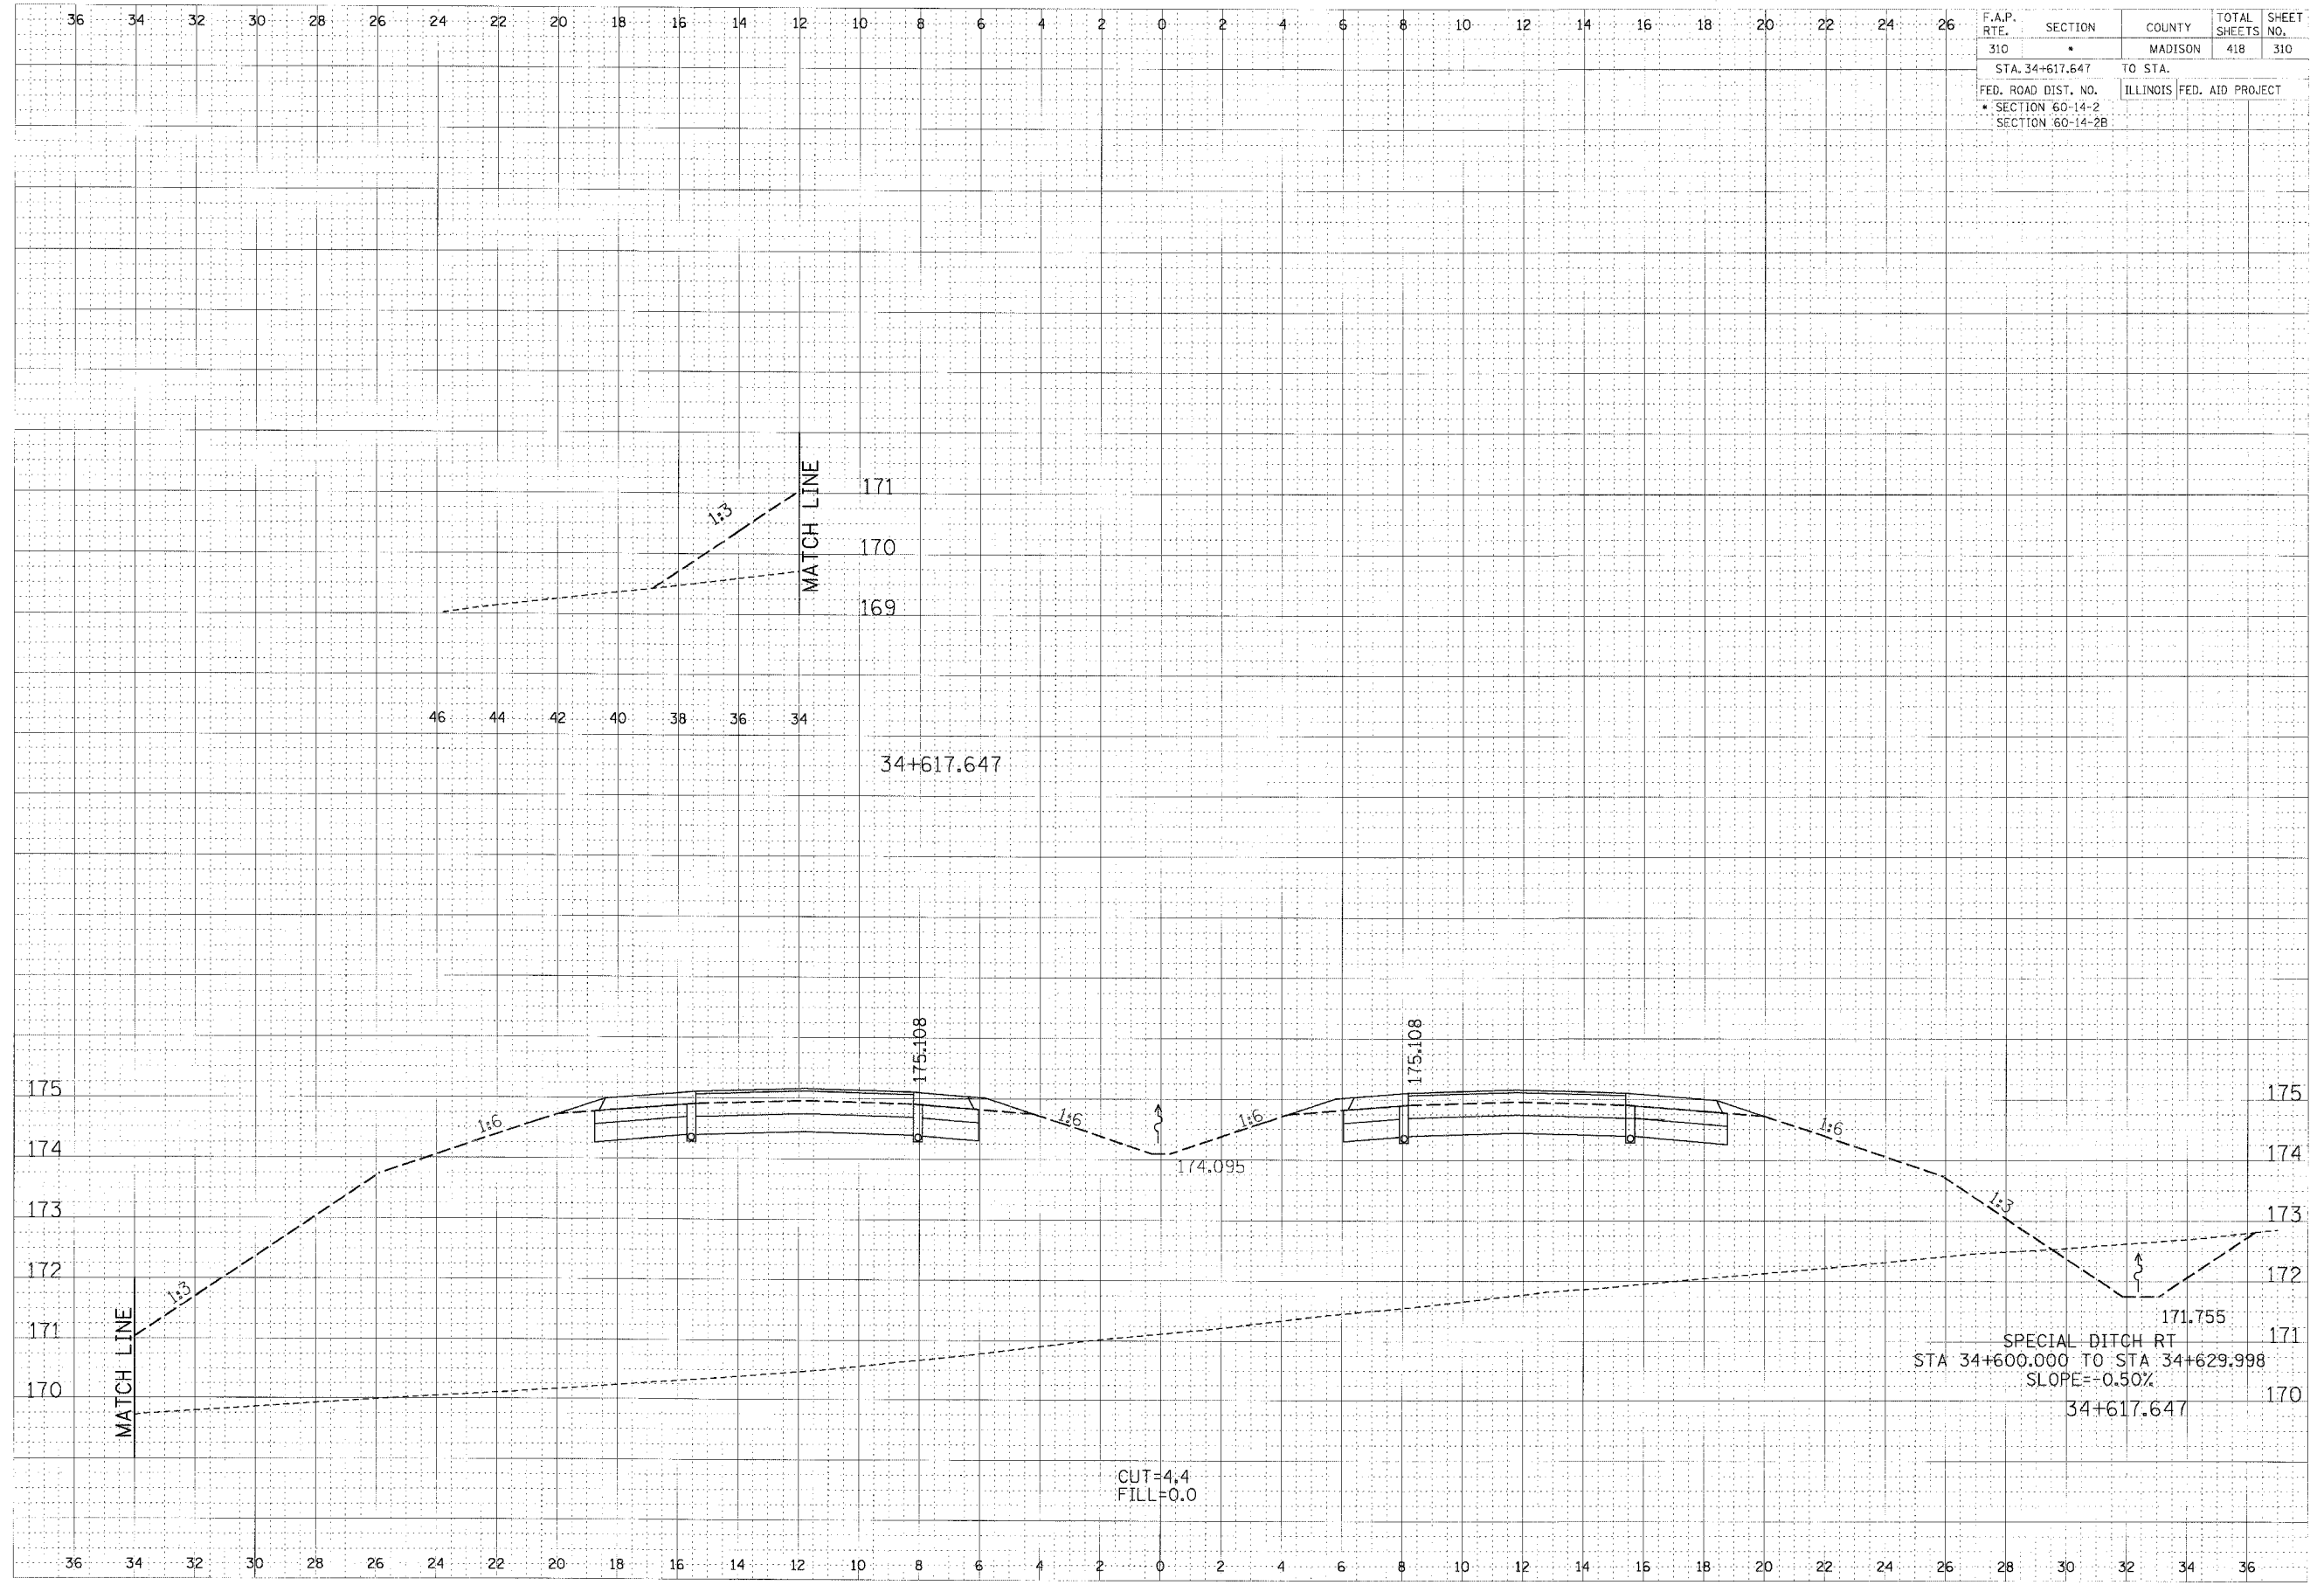 36 34 32 30 28 26 24 22 20 18 16 14 12 10 8 6 4 2 0 2 4 6 8 10 12 14 16 18 20 22 24 26
F.A.P. RTE. SECTION COUNTY TOTAL SHEETS SHEET NO.
310 * MADISON 418 310
STA. 34+617.647 TO STA.
FED. ROAD DIST. NO. ILLINOIS FED. AID PROJECT
* SECTION 60-14-2
SECTION 60-14-2B
MATCH LINE
171
1:3
170
169
46 44 42 40 38 36 34
34+617.647
175.108
175.108
175
175
1:6
1:6
1:6
1:6
174
174.095
174
173
1:3
173
172
1:3
172
MATCH LINE
171.755
171
SPECIAL DITCH RT
171
STA 34+600.000 TO STA 34+629.998
SLOPE=-0.50%
170
170
34+617.647
CUT=4.4
FILL=0.0
36 34 32 30 28 26 24 22 20 18 16 14 12 10 8 6 4 2 0 2 4 6 8 10 12 14 16 18 20 22 24 26 28 30 32 34 36